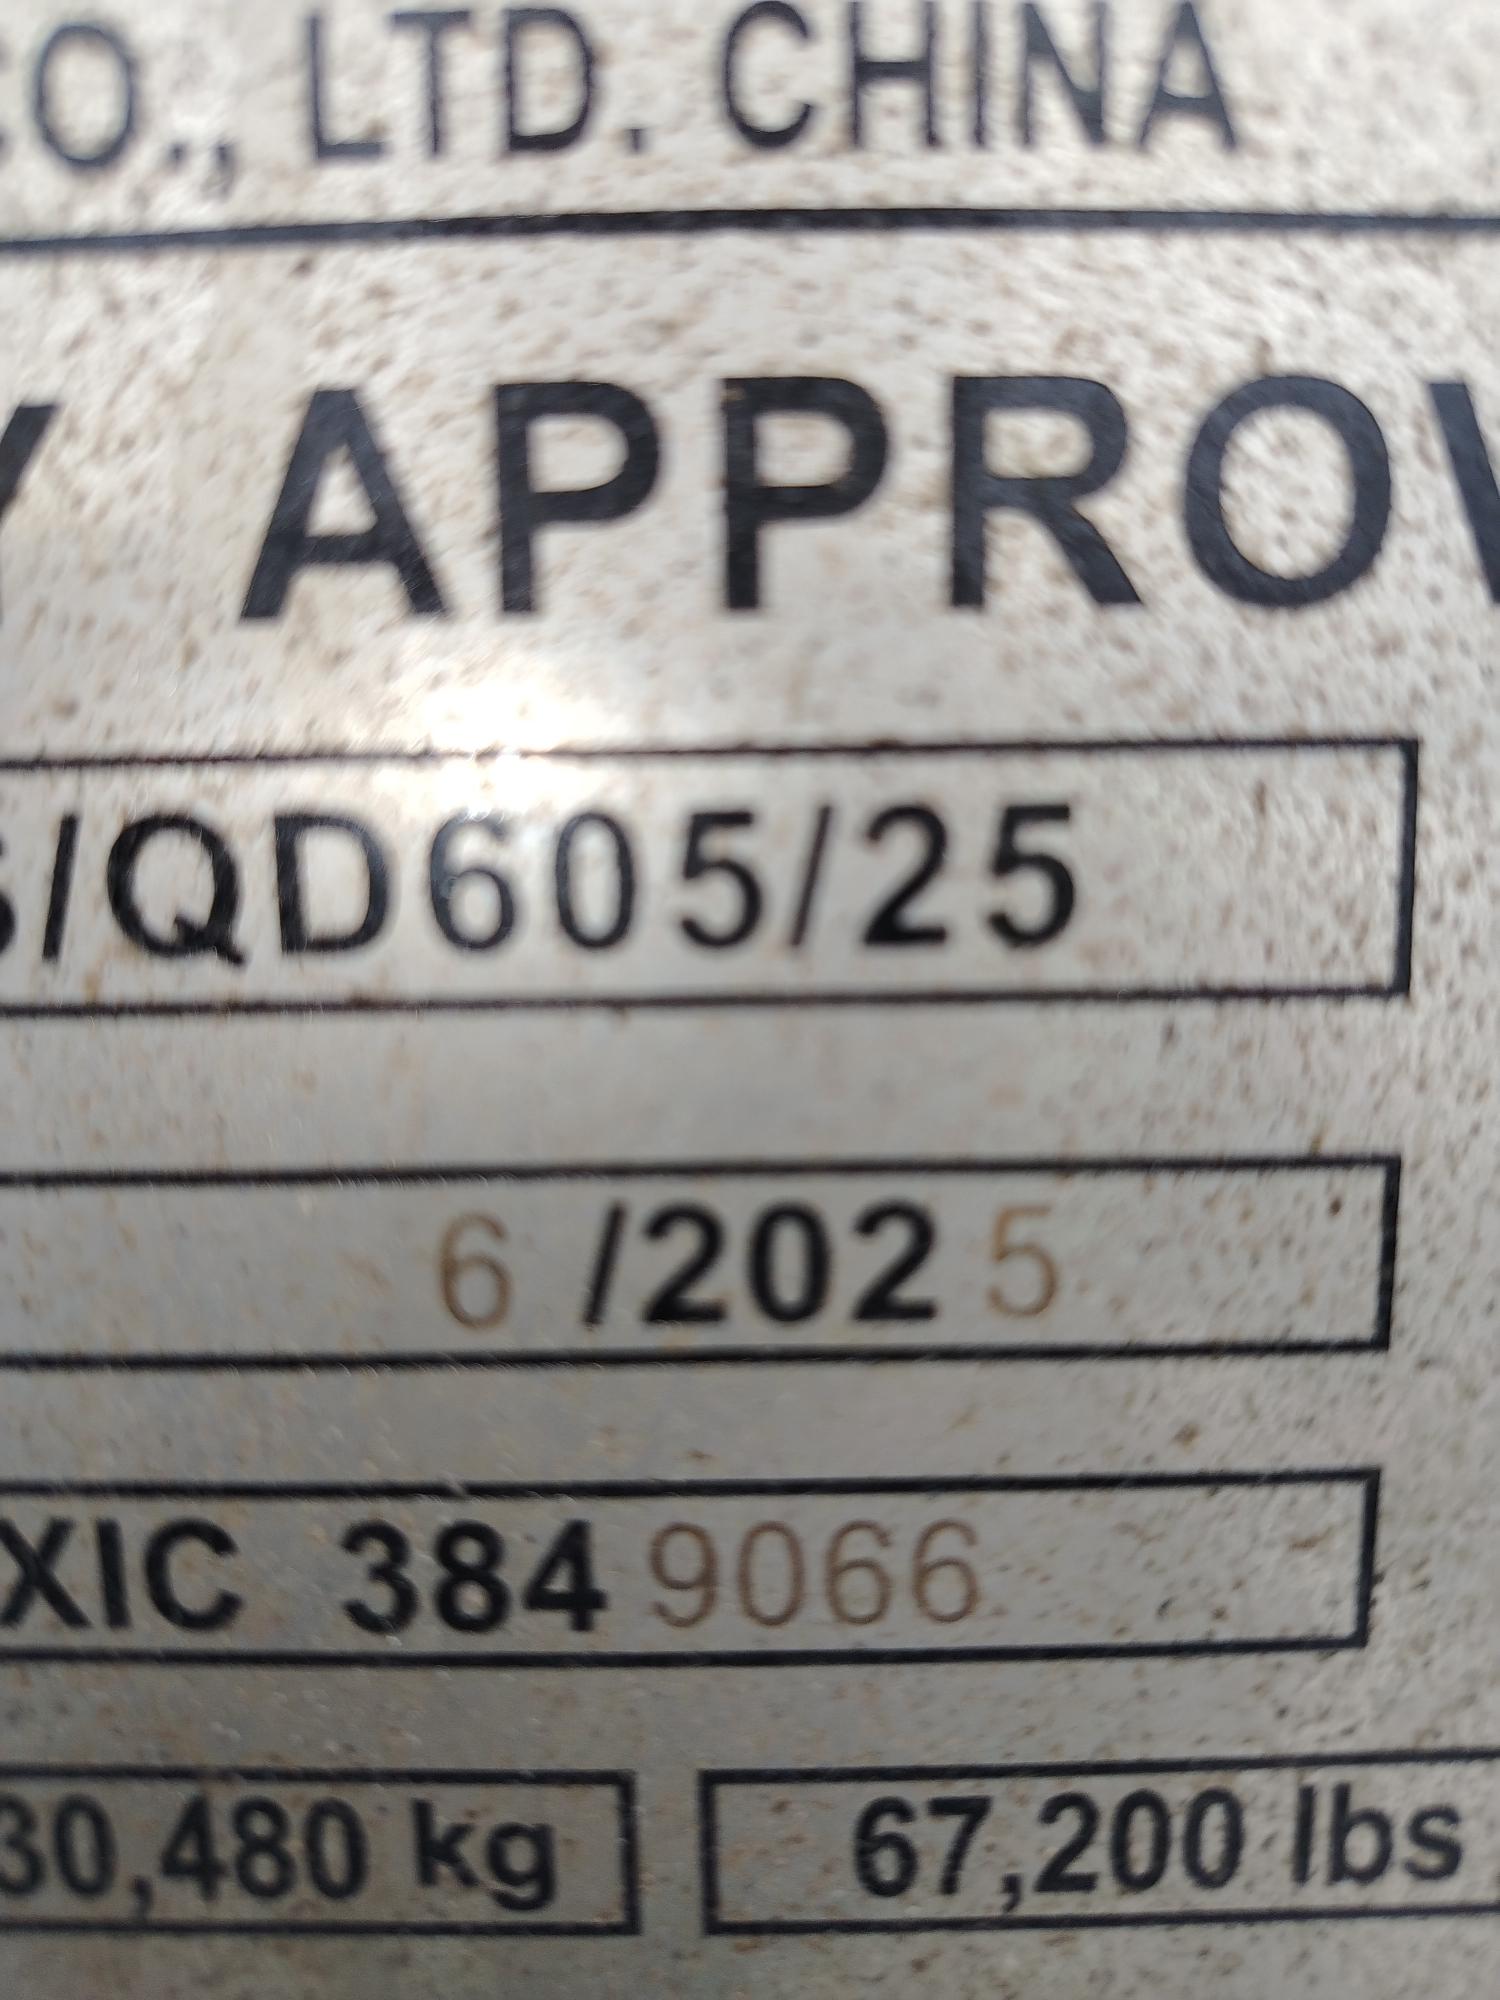 CO., LTD. CHINA
Y APPROV
S/QD605/25
6 /2025
XIC 3849066
30,480 kg 67,200 lbs